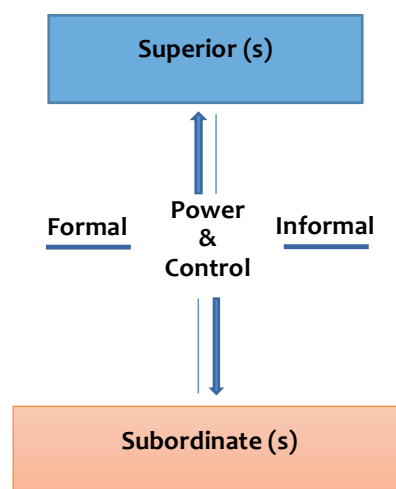 Superior (s)
Formal
Power
&
Control
Informal
Subordinate (s)